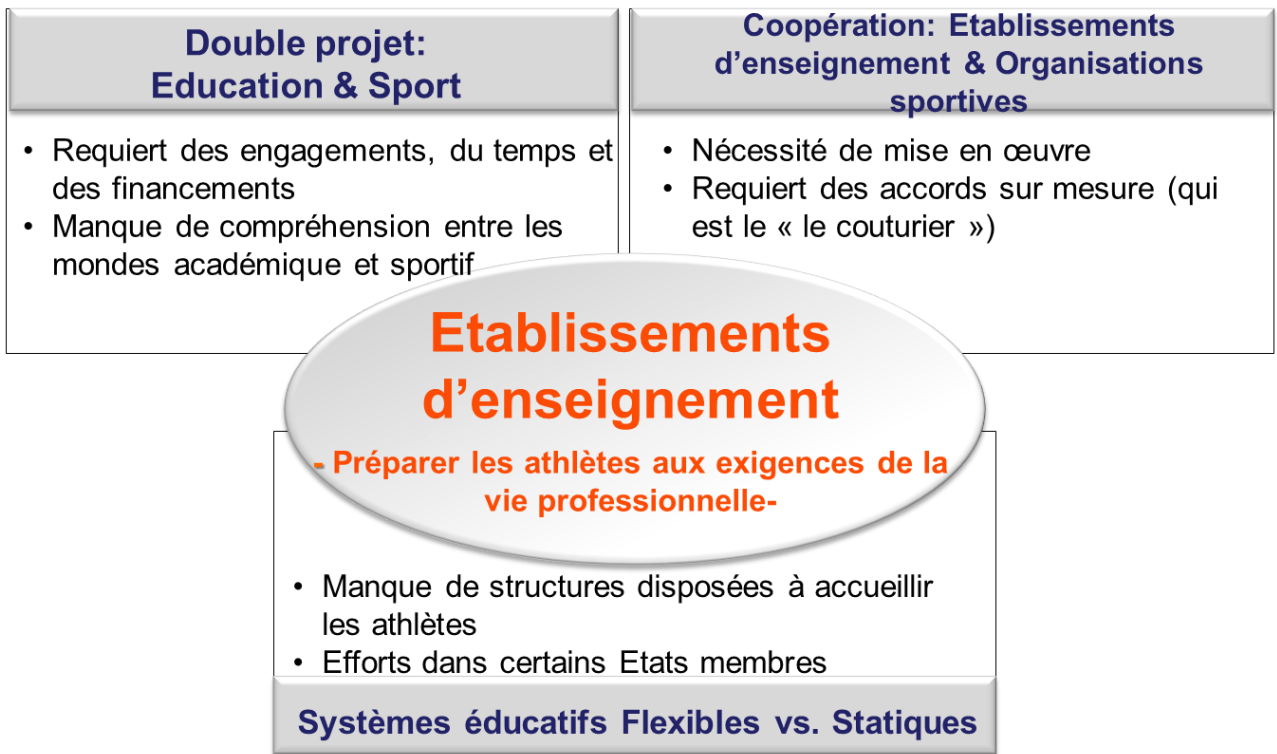 Double projet:
Education & Sport
• Requiert des engagements, du temps et
des financements
• Manque de compréhension entre les
mondes académique et sportif
Coopération: Etablissements
d’enseignement & Organisations
sportives
• Nécessité de mise en œuvre
• Requiert des accords sur mesure (qui
est le « le couturier »)
Etablissements
d’enseignement
- Préparer les athlètes aux exigences de la
vie professionnelle-
• Manque de structures disposées à accueillir
les athlètes
• Efforts dans certains Etats membres
Systèmes éducatifs Flexibles vs. Statiques